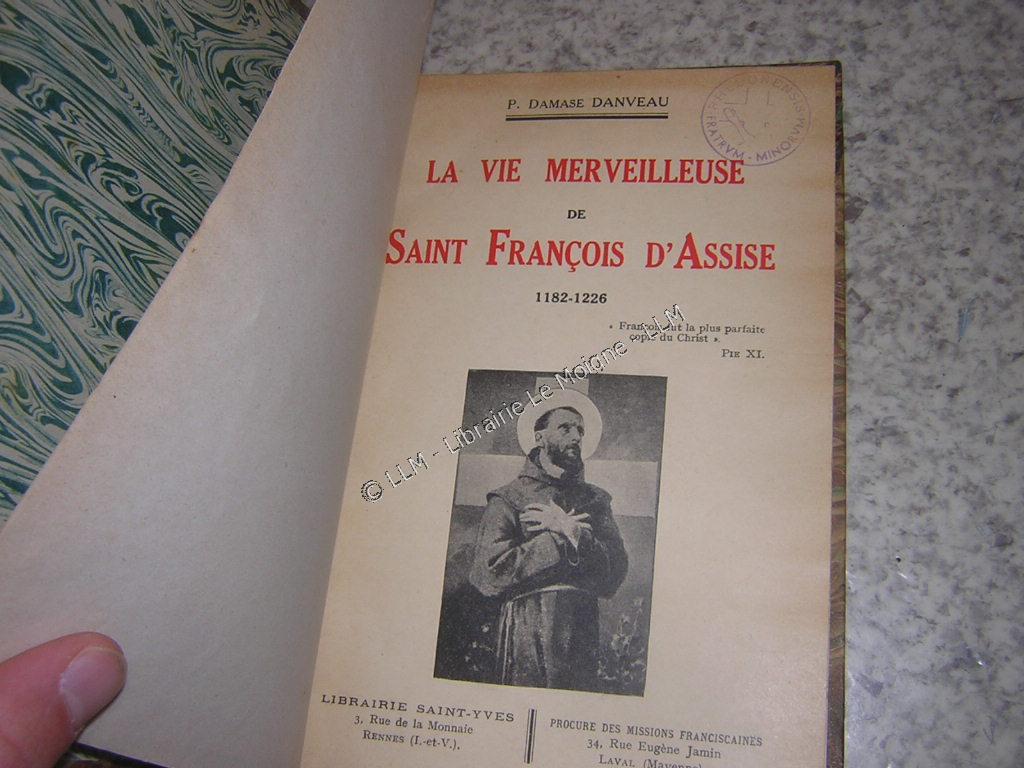 P. DAMASE DANVEAU
FRATRVM - MINORVM
LA VIE MERVEILLEUSE
DE
SAINT FRANÇOIS D'ASSISE
1182-1226
« François fut la plus parfaite
copie du Christ ».
PIE XI.
© LLM - Librairie Le Moigne - LLM
LIBRAIRIE SAINT-YVES
3, Rue de la Monnaie
RENNES (I.-et-V.).
PROCURE DES MISSIONS FRANCISCAINES
34, Rue Eugène Jamin
LAVAL (Mayenne)